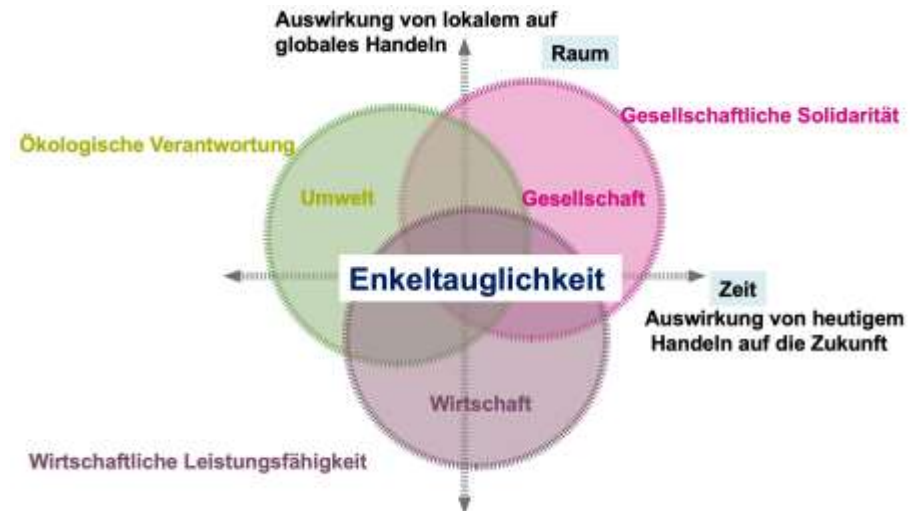 Auswirkung von lokalem auf
globales Handeln
Raum
Gesellschaftliche Solidarität
Ökologische Verantwortung
Umwelt
Gesellschaft
Enkeltauglichkeit
Zeit
Auswirkung von heutigem
Handeln auf die Zukunft
Wirtschaft
Wirtschaftliche Leistungsfähigkeit